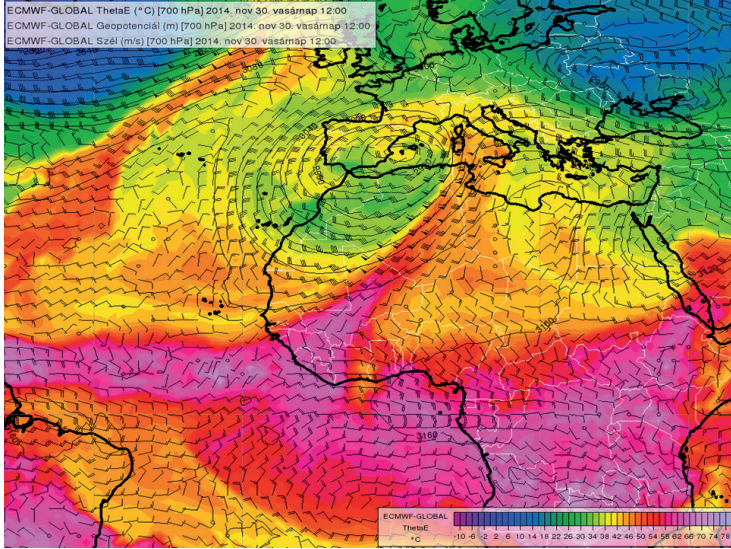 ECMWF-GLOBAL ThetaE (°C) [700 hPa] 2014. nov 30. vasárnap 12:00
ECMWF-GLOBAL Geopotenciál (m) [700 hPa] 2014. nov 30. vasárnap 12:00
ECMWF-GLOBAL Szél (m/s) [700 hPa] 2014. nov 30. vasárnap 12:00
3120
3160
3160
ECMWF-GLOBAL
ThetaE
°C
-10 -6 -2 2 6 10 14 18 22 26 30 34 38 42 46 50 54 58 62 66 70 74 78